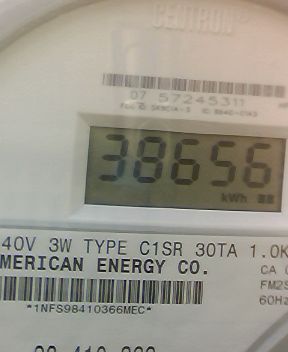 CENTRON®
07 57245311
38656
kWh
40V 3W TYPE C1SR 30TA 1.0K
MERICAN ENERGY CO.
CA
FM2S
60Hz
*1NFS98410366MEC*